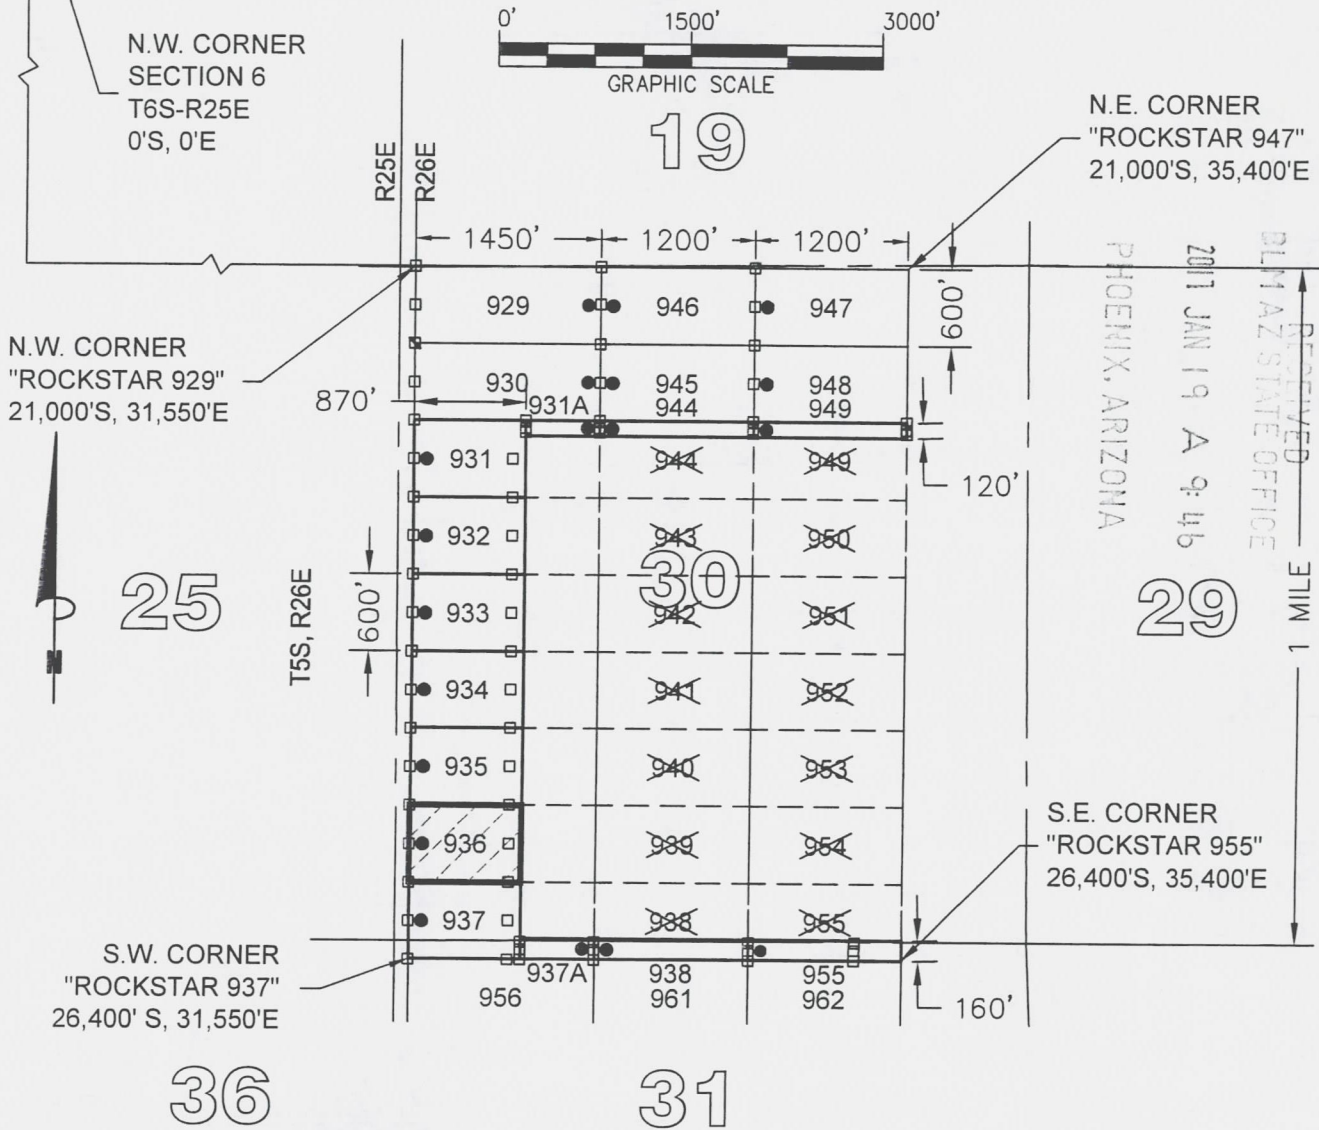 0' 1500' 3000'
GRAPHIC SCALE
N.W. CORNER
SECTION 6
T6S-R25E
0'S, 0'E
19
N.E. CORNER
"ROCKSTAR 947"
21,000'S, 35,400'E
R25E
R26E
1450' 1200' 1200'
929 946 947
600'
N.W. CORNER
"ROCKSTAR 929"
21,000'S, 31,550'E
930 945 948
870' 931A 944 949
931 944 949
120'
932 943 950
30
25
T5S, R26E
600'
933 942 951
29
1 MILE
RECEIVED
BLM AZ STATE OFFICE
2017 JAN 19 A 9:46
PHOENIX, ARIZONA
934 941 952
935 940 953
936 939 954
S.E. CORNER
"ROCKSTAR 955"
26,400'S, 35,400'E
937 938 955
S.W. CORNER
"ROCKSTAR 937"
26,400' S, 31,550'E
937A 938 955
956 961 962
160'
N
36
31